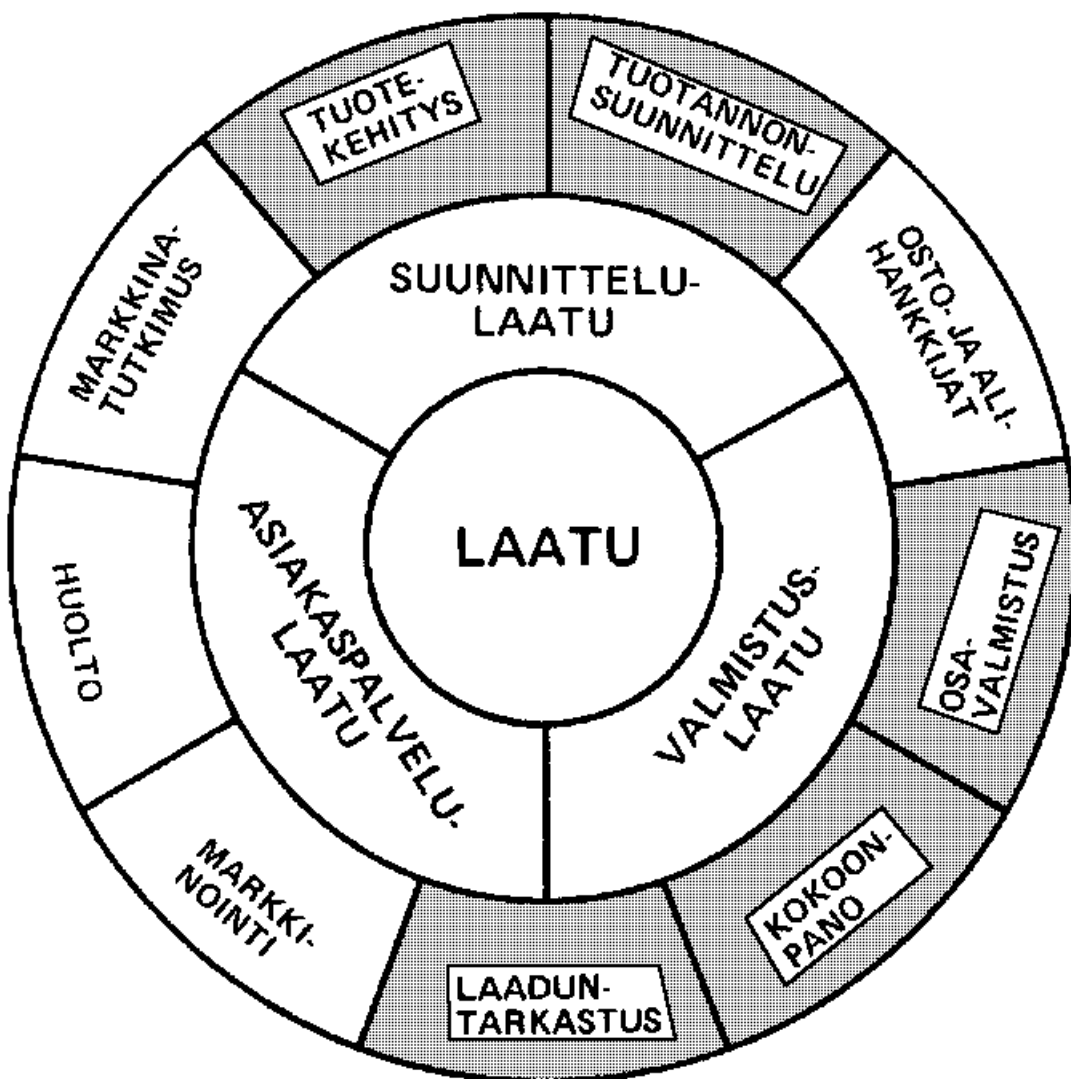 TUOTE-
KEHITYS
TUOTANNON-
SUUNNITTELU
OSTO- JA ALI-
HANKKIJAT
OSA-
VALMISTUS
KOKOON-
PANO
LAADUN-
TARKASTUS
MARKKI-
NOINTI
HUOLTO
MARKKINA-
TUTKIMUS
SUUNNITTELU-
LAATU
VALMISTUS-
LAATU
ASIAKASPALVELU-
LAATU
LAATU